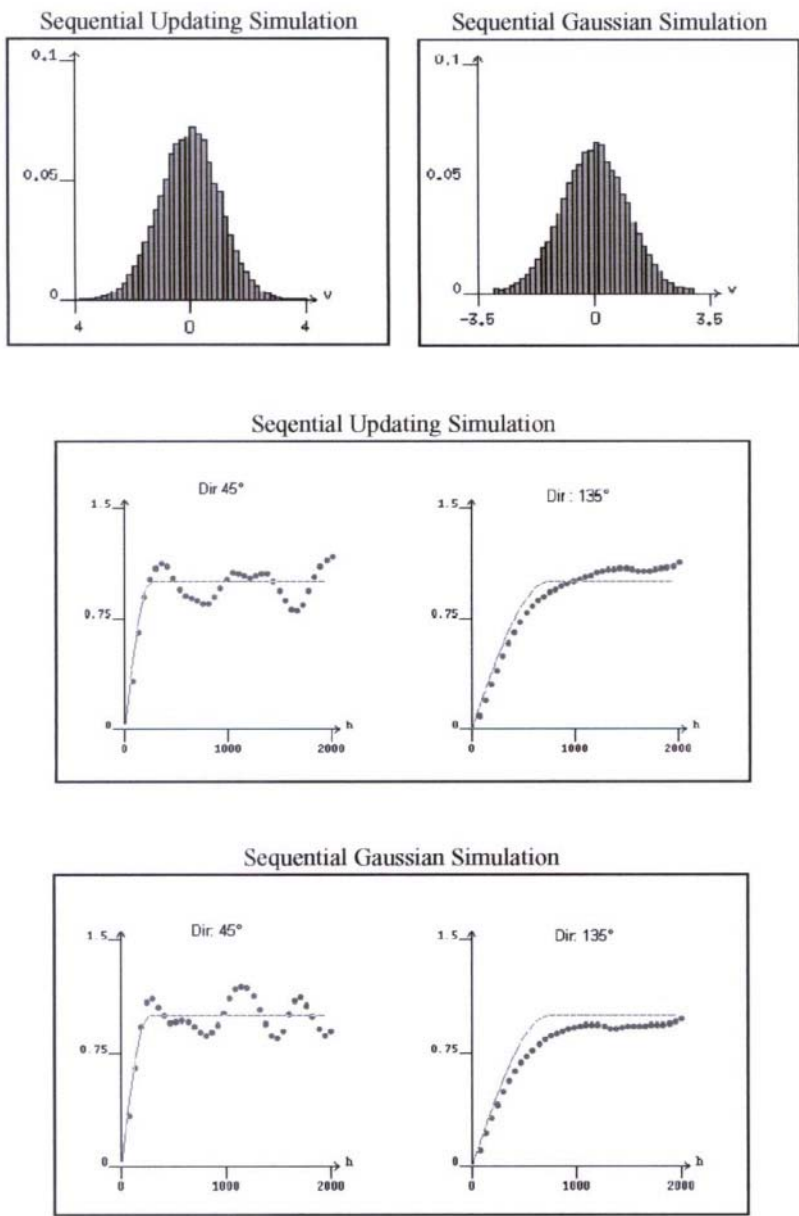 Sequential Updating Simulation
Sequential Gaussian Simulation
0.1
0.05
0
4
0
4
v
0.1
0.05
0
-3.5
0
3.5
v
Seqential Updating Simulation
Dir 45°
1.5
0.75
0
0
1000
2000
h
Dir : 135°
1.5
0.75
0
0
1000
2000
h
Sequential Gaussian Simulation
Dir: 45°
1.5
0.75
0
0
1000
2000
h
Dir: 135°
1.5
0.75
0
0
1000
2000
h